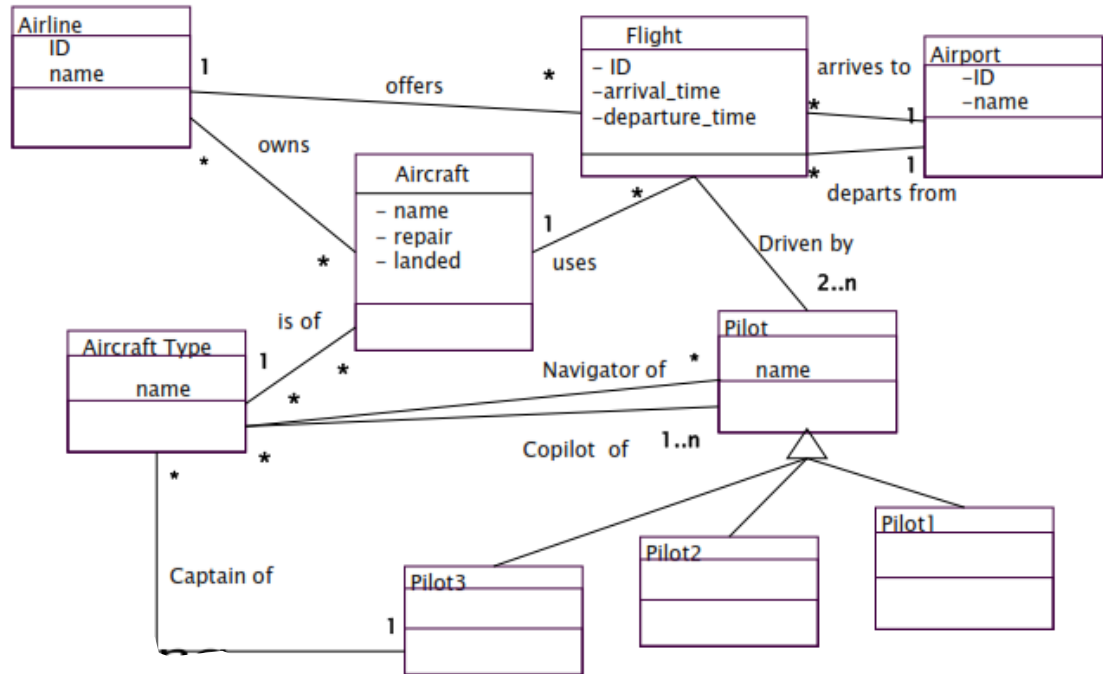 Airline
ID
name
1
offers
*
Flight
- ID
-arrival_time
-departure_time
arrives to
*
1
Airport
-ID
-name
*
1
departs from
owns
*
*
Aircraft
- name
- repair
- landed
1
uses
*
Driven by
2..n
is of
1
*
Aircraft Type
name
Navigator of
*
*
Pilot
name
Copilot of
1..n
*
*
Captain of
1
Pilot3
Pilot2
Pilot1